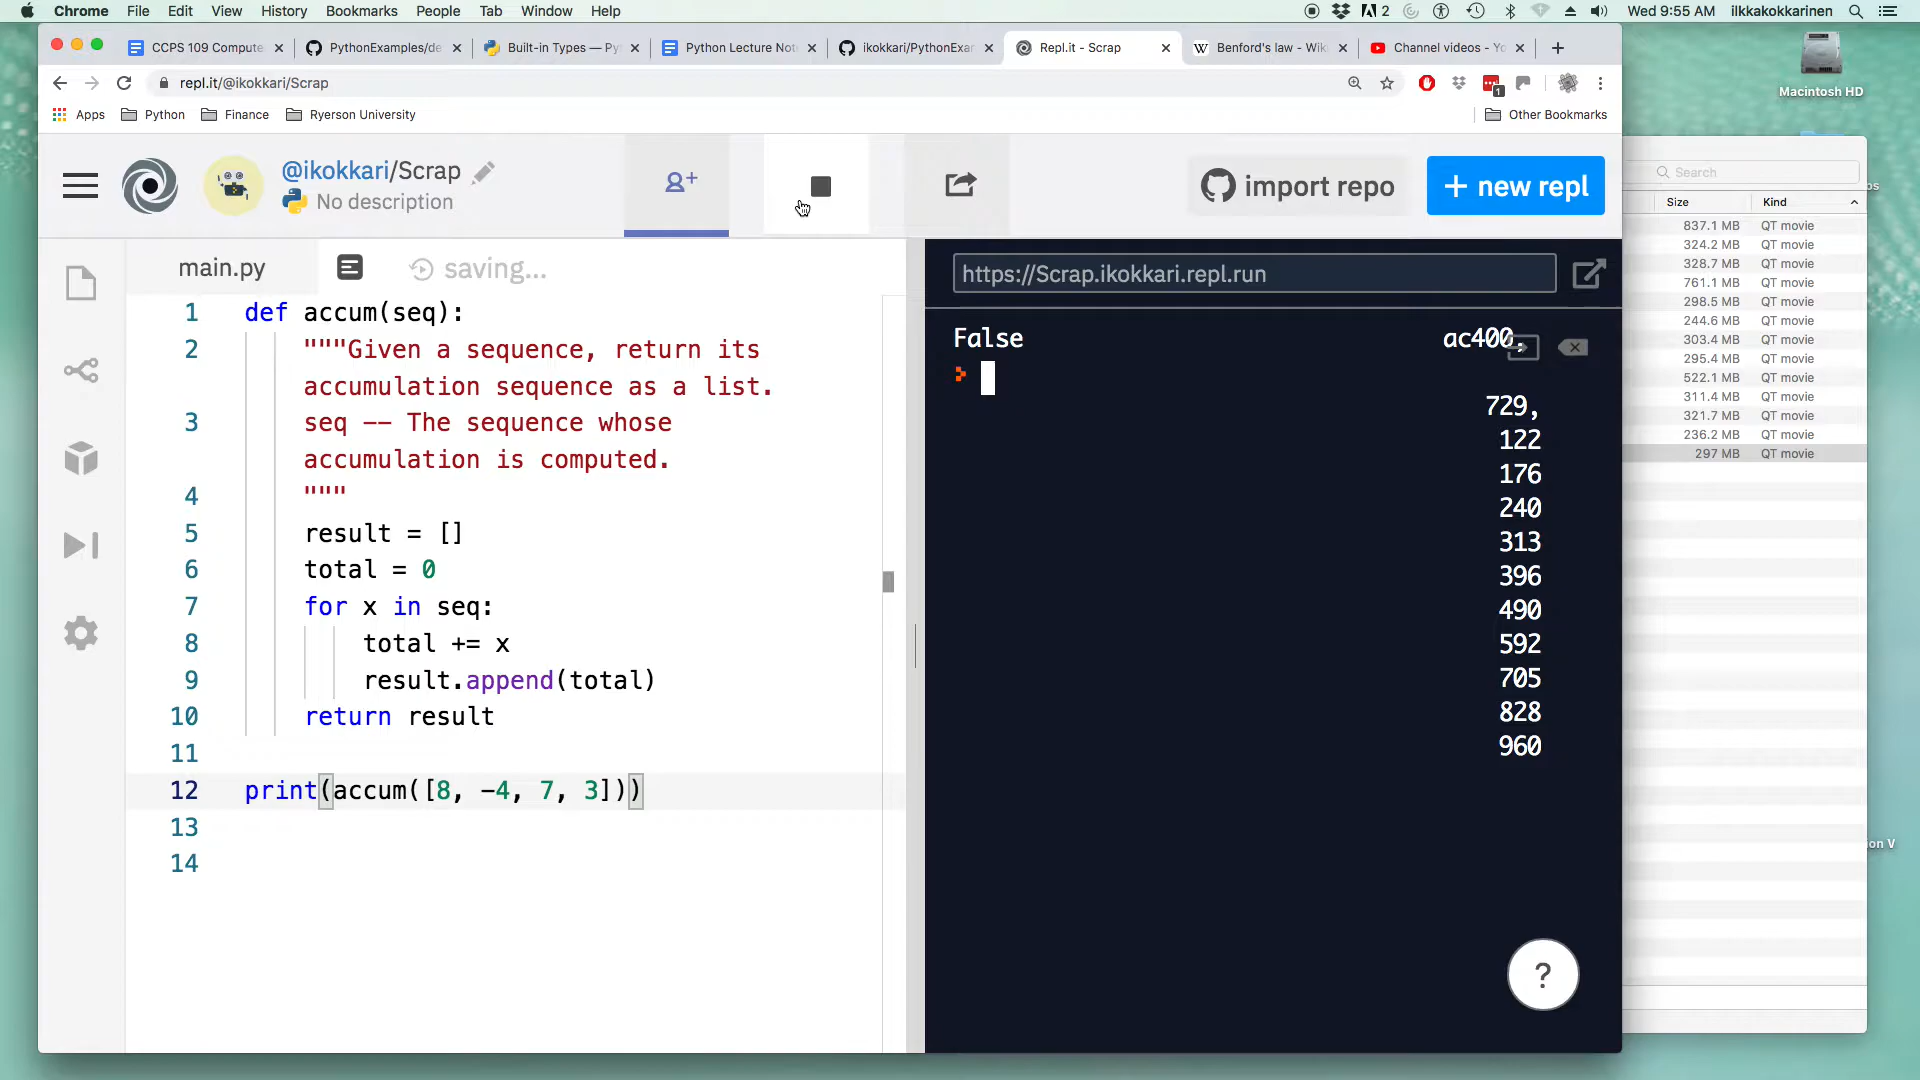 Chrome File Edit View History Bookmarks People Tab Window Help 2 Wed 9:55 AM ilkkakokkarinen
CCPS 109 Compute
PythonExamples/de
Built-in Types — Py
Python Lecture Not
ikokkari/PythonExar
Repl.it - Scrap
Benford's law - Wik
Channel videos - Yo
repl.it/@ikokkari/Scrap
1
Apps Python Finance Ryerson University Other Bookmarks
Macintosh HD
@ikokkari/Scrap
No description
import repo
+ new repl
main.py
saving...
1 def accum(seq):
2 """Given a sequence, return its
accumulation sequence as a list.
3 seq -- The sequence whose
accumulation is computed.
4 """
5 result = []
6 total = 0
7 for x in seq:
8 total += x
9 result.append(total)
10 return result
11
12 print(accum([8, -4, 7, 3]))
13
14
https://Scrap.ikokkari.repl.run
False ac400,
729,
122
176
240
313
396
490
592
705
828
960
?
Search
os
Size Kind
837.1 MB QT movie
324.2 MB QT movie
328.7 MB QT movie
761.1 MB QT movie
298.5 MB QT movie
244.6 MB QT movie
303.4 MB QT movie
295.4 MB QT movie
522.1 MB QT movie
311.4 MB QT movie
321.7 MB QT movie
236.2 MB QT movie
297 MB QT movie
ion V